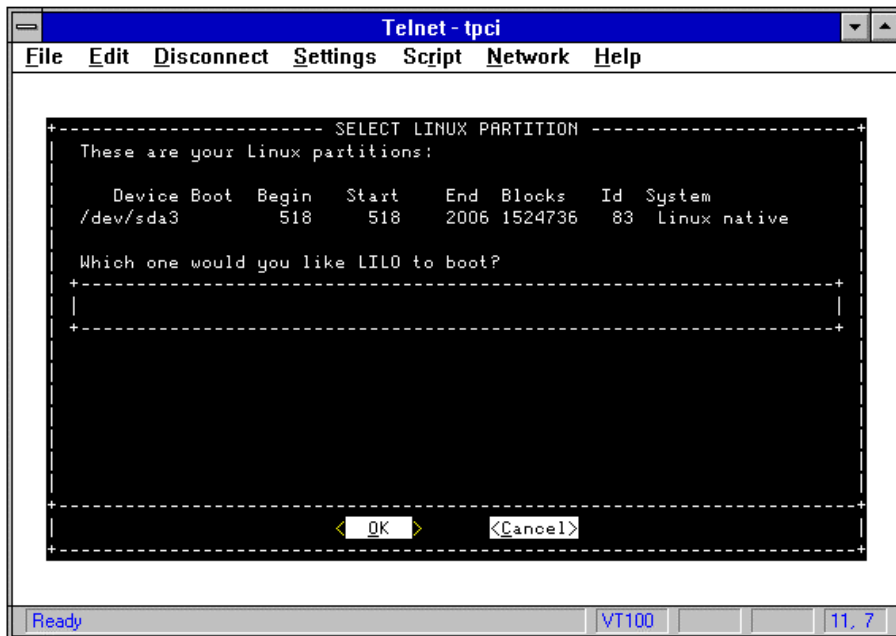 Telnet - tpci
File Edit Disconnect Settings Script Network Help
SELECT LINUX PARTITION
These are your Linux partitions:
Device Boot Begin Start End Blocks Id System
/dev/sda3 518 518 2006 1524736 83 Linux native
Which one would you like LILO to boot?
< OK > <Cancel>
Ready VT100 11, 7